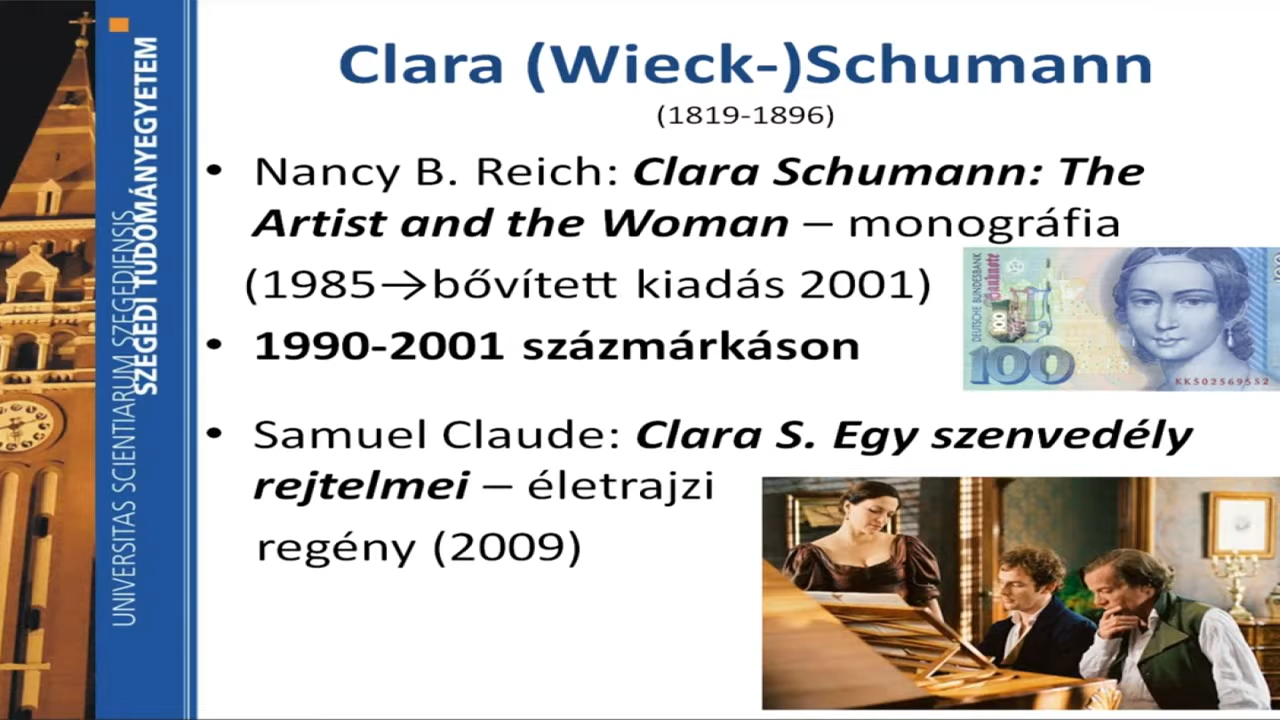 UNIVERSITAS SCIENTIARUM SZEGEDIENSIS
SZEGEDI TUDOMÁNYEGYETEM
Clara (Wieck-)Schumann
(1819-1896)
• Nancy B. Reich: Clara Schumann: The
Artist and the Woman – monográfia
(1985→bővített kiadás 2001)
• 1990-2001 százmárkáson
DEUTSCHE BUNDESBANK
Banknote
100
100
KK5025695S2
• Samuel Claude: Clara S. Egy szenvedély
rejtelmei – életrajzi
regény (2009)